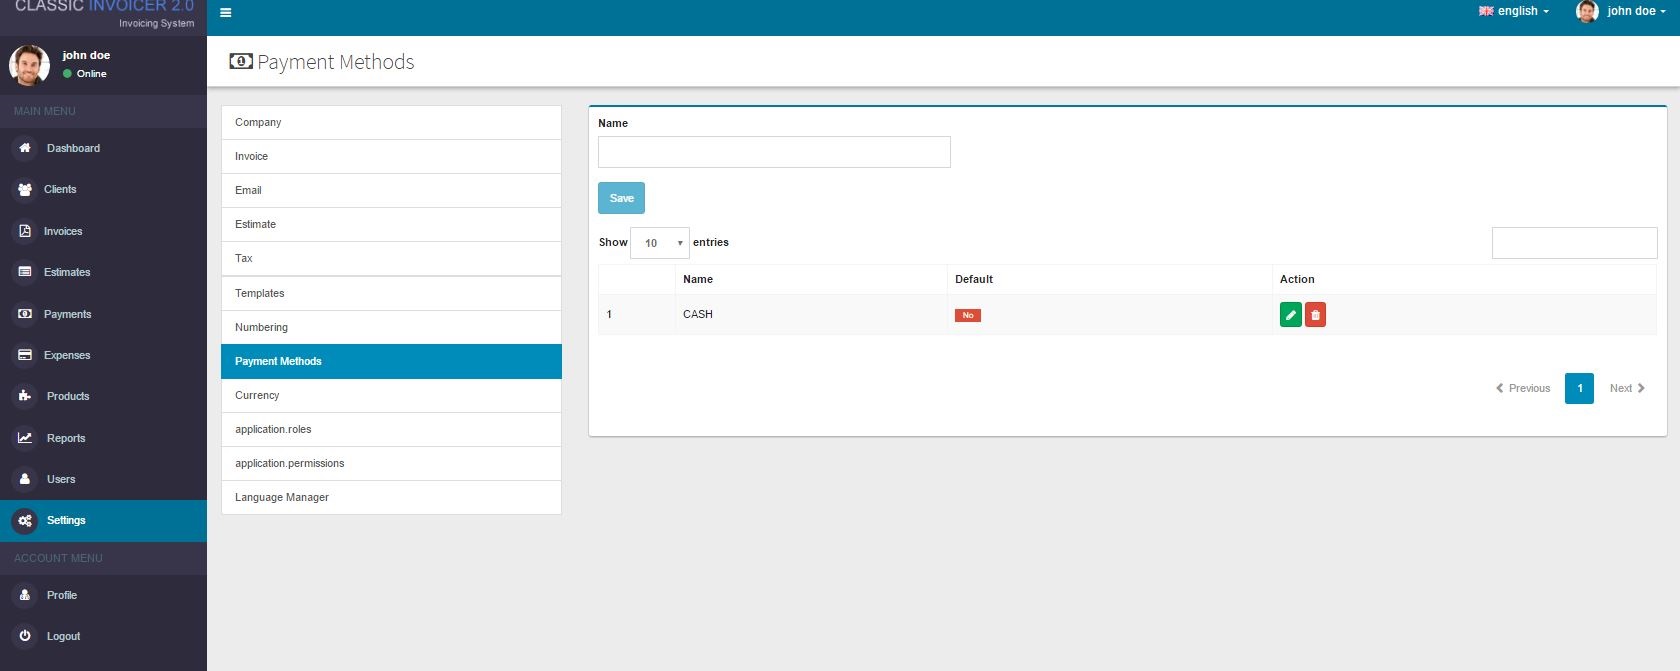 CLASSIC INVOICER 2.0
Invoicing System
english
john doe
john doe
Online
Payment Methods
MAIN MENU
Dashboard
Clients
Invoices
Estimates
Payments
Expenses
Products
Reports
Users
Settings
ACCOUNT MENU
Profile
Logout
Company
Invoice
Email
Estimate
Tax
Templates
Numbering
Payment Methods
Currency
application.roles
application.permissions
Language Manager
Name
Save
Show 10 entries
Name Default Action
1 CASH No
Previous 1 Next